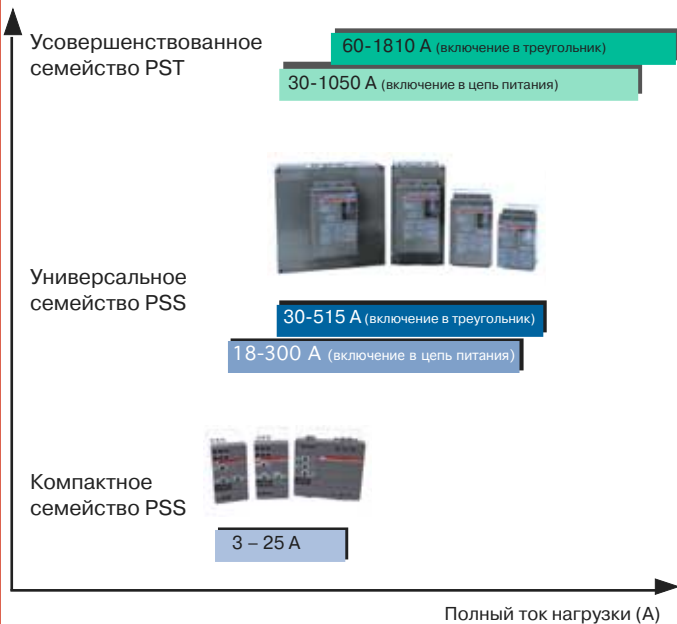 Усовершенствованное
семейство PST
60-1810 А (включение в треугольник)
30-1050 А (включение в цепь питания)
Универсальное
семейство PSS
30-515 А (включение в треугольник)
18-300 А (включение в цепь питания)
Компактное
семейство PSS
3 – 25 А
Полный ток нагрузки (А)